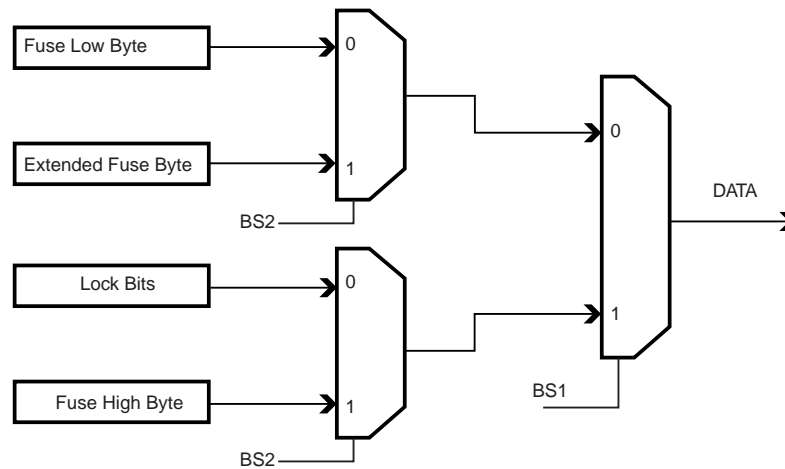 Fuse Low Byte
0
Extended Fuse Byte
1
BS2
0
DATA
Lock Bits
0
1
Fuse High Byte
1
BS2
BS1